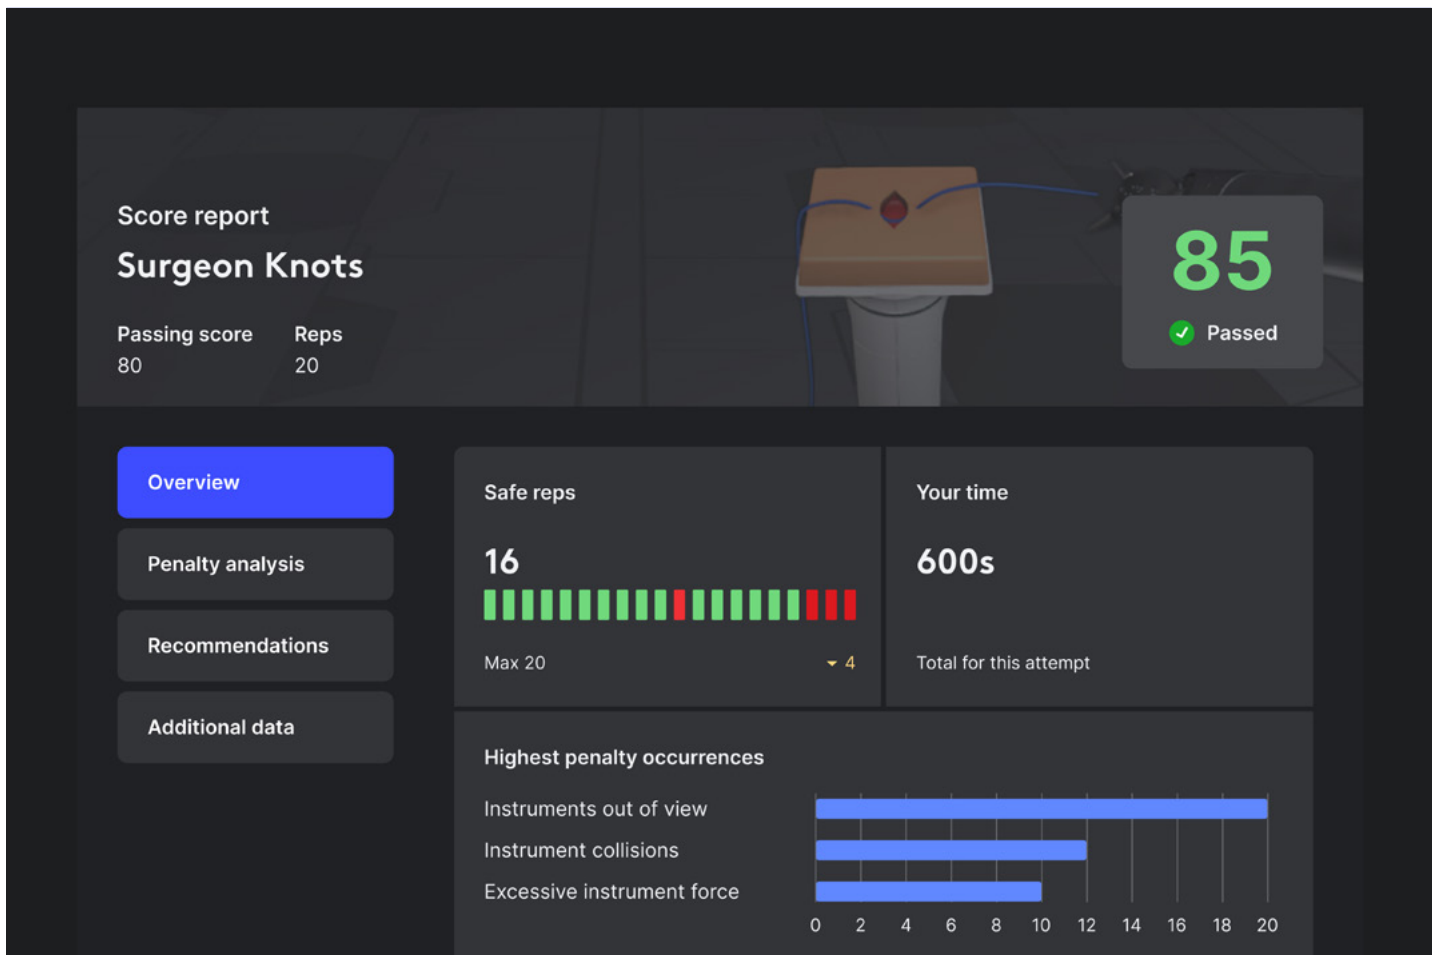 Score report
Surgeon Knots
Passing score Reps
80 20
85
Passed
Overview
Penalty analysis
Recommendations
Additional data
Safe reps
16
Max 20 4
Your time
600s
Total for this attempt
Highest penalty occurrences
Instruments out of view
Instrument collisions
Excessive instrument force
0 2 4 6 8 10 12 14 16 18 20